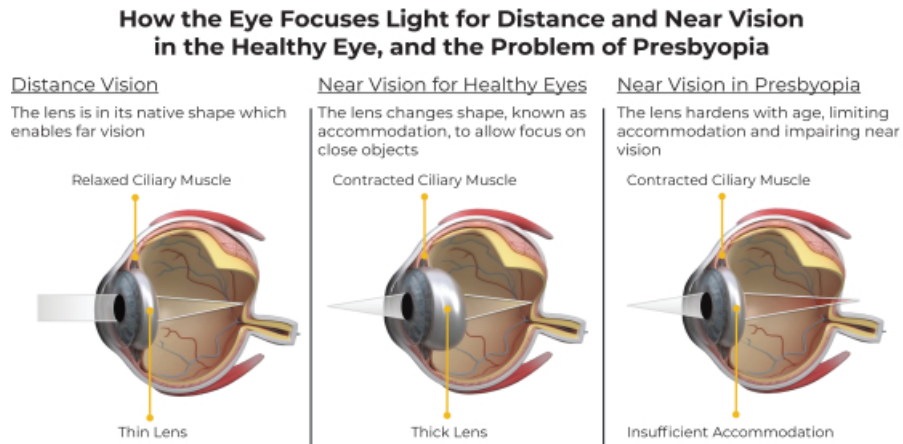 How the Eye Focuses Light for Distance and Near Vision
in the Healthy Eye, and the Problem of Presbyopia
Distance Vision
The lens is in its native shape which
enables far vision
Relaxed Ciliary Muscle
Thin Lens
Near Vision for Healthy Eyes
The lens changes shape, known as
accommodation, to allow focus on
close objects
Contracted Ciliary Muscle
Thick Lens
Near Vision in Presbyopia
The lens hardens with age, limiting
accommodation and impairing near
vision
Contracted Ciliary Muscle
Insufficient Accommodation